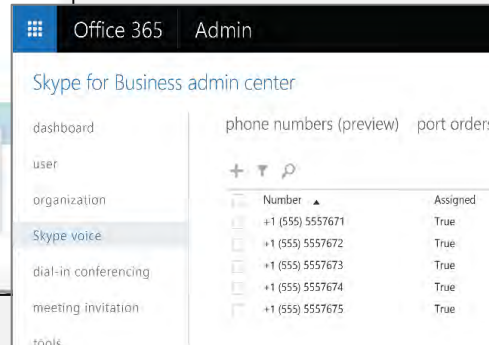 Office 365 Admin
Skype for Business admin center
dashboard
user
organization
Skype voice
dial-in conferencing
meeting invitation
tools
phone numbers (preview) port orders
Number Assigned
+1 (555) 5557671 True
+1 (555) 5557672 True
+1 (555) 5557673 True
+1 (555) 5557674 True
+1 (555) 5557675 True